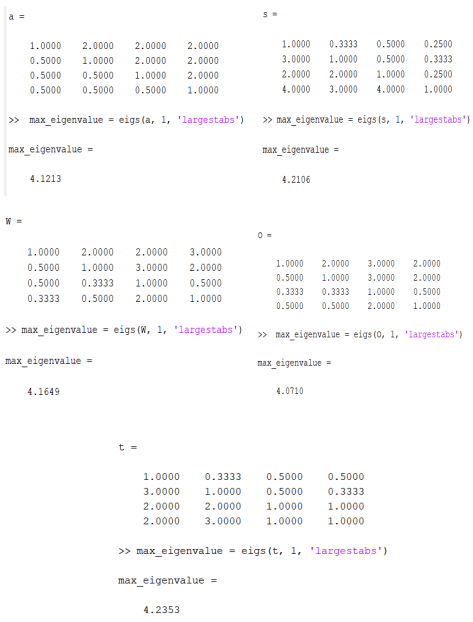 a =
1.0000 2.0000 2.0000 2.0000
0.5000 1.0000 2.0000 2.0000
0.5000 0.5000 1.0000 2.0000
0.5000 0.5000 0.5000 1.0000
>> max_eigenvalue = eigs(a, 1, 'largestabs')
max_eigenvalue =
4.1213
s =
1.0000 0.3333 0.5000 0.2500
3.0000 1.0000 0.5000 0.3333
2.0000 2.0000 1.0000 0.2500
4.0000 3.0000 4.0000 1.0000
>> max_eigenvalue = eigs(s, 1, 'largestabs')
max_eigenvalue =
4.2106
W =
1.0000 2.0000 2.0000 3.0000
0.5000 1.0000 3.0000 2.0000
0.5000 0.3333 1.0000 0.5000
0.3333 0.5000 2.0000 1.0000
>> max_eigenvalue = eigs(W, 1, 'largestabs')
max_eigenvalue =
4.1649
O =
1.0000 2.0000 3.0000 2.0000
0.5000 1.0000 3.0000 2.0000
0.3333 0.3333 1.0000 0.5000
0.5000 0.5000 2.0000 1.0000
>> max_eigenvalue = eigs(O, 1, 'largestabs')
max_eigenvalue =
4.0710
t =
1.0000 0.3333 0.5000 0.5000
3.0000 1.0000 0.5000 0.3333
2.0000 2.0000 1.0000 1.0000
2.0000 3.0000 1.0000 1.0000
>> max_eigenvalue = eigs(t, 1, 'largestabs')
max_eigenvalue =
4.2353